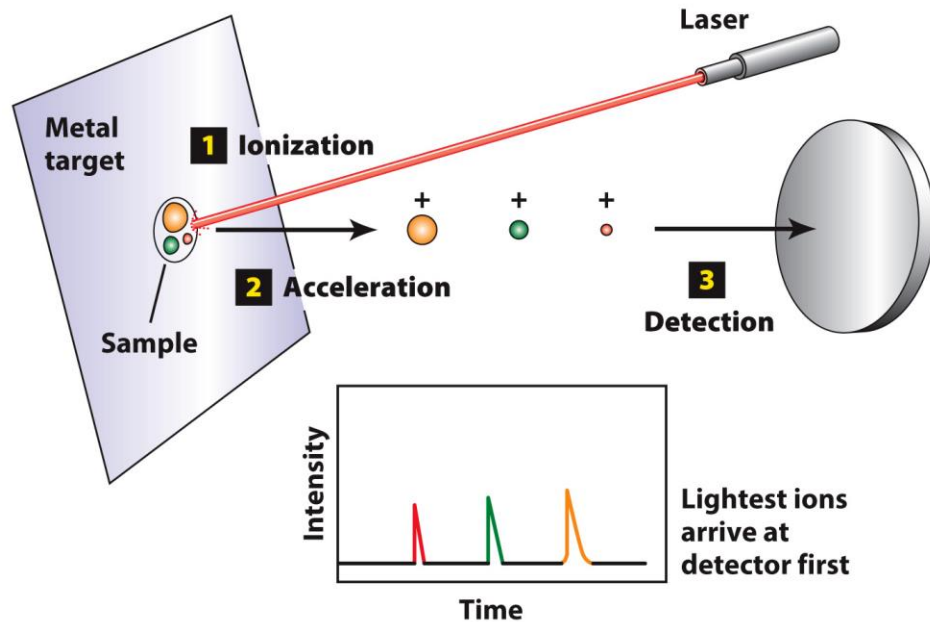 Laser
Metal
target
1 Ionization
+ + +
2 Acceleration
3
Detection
Sample
Intensity
Time
Lightest ions
arrive at
detector first